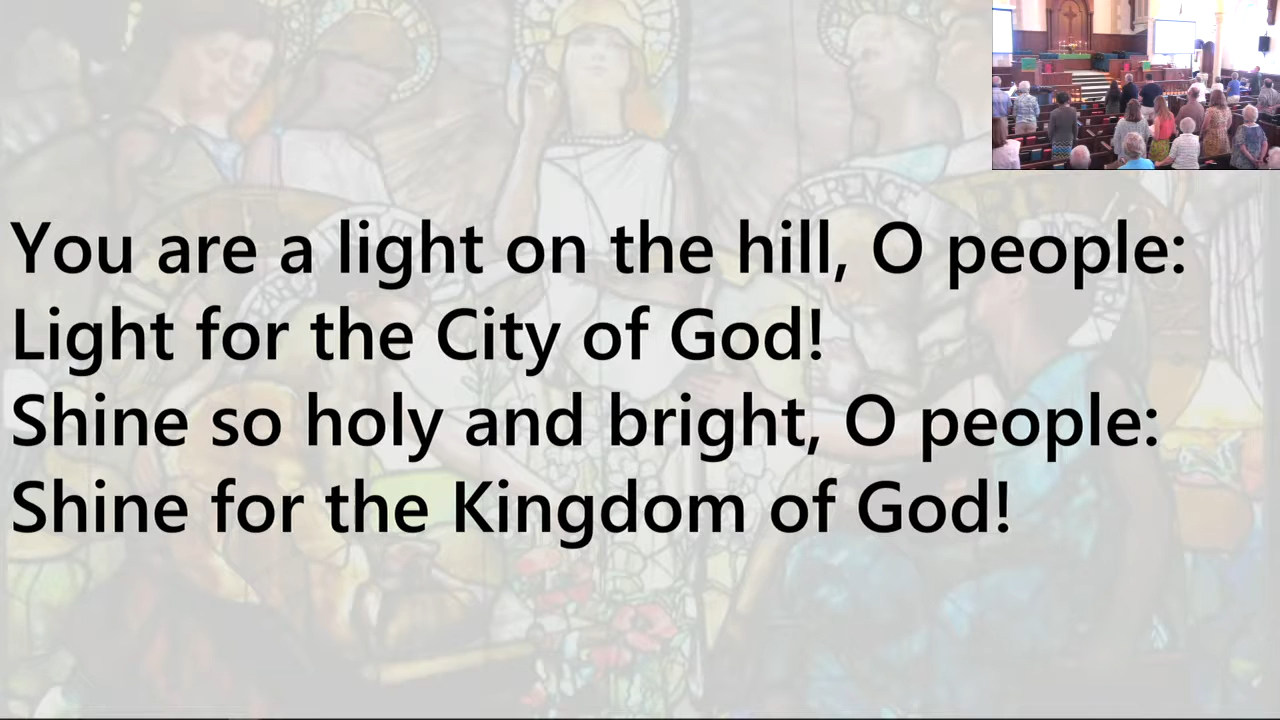 You are a light on the hill, O people:
Light for the City of God!
Shine so holy and bright, O people:
Shine for the Kingdom of God!